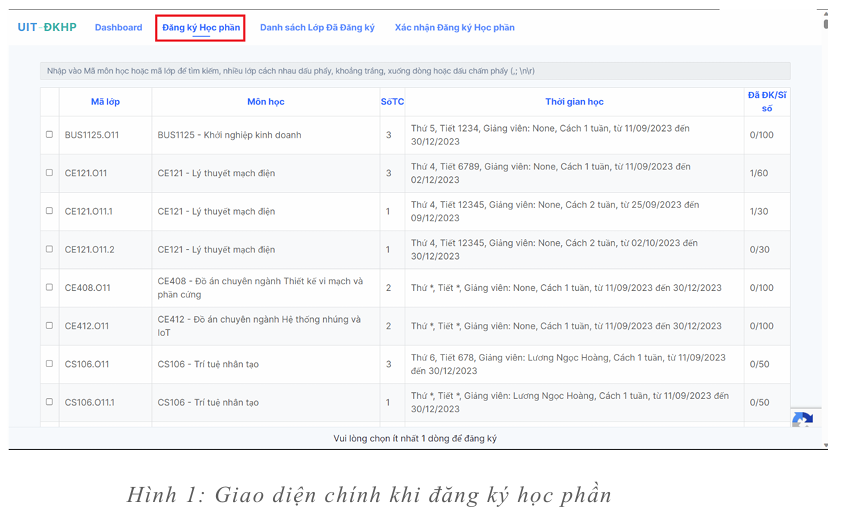 UIT-ĐKHP Dashboard Đăng ký Học phần Danh sách Lớp Đã Đăng ký Xác nhận Đăng ký Học phần
Nhập vào Mã môn học hoặc mã lớp để tìm kiếm, nhiều lớp cách nhau dấu phẩy, khoảng trắng, xuống dòng hoặc dấu chấm phẩy (,; \n\r)
Mã lớp Môn học SốTC Thời gian học Đã ĐK/Sĩ
số
BUS1125.O11 BUS1125 - Khởi nghiệp kinh doanh 3 Thứ 5, Tiết 1234, Giảng viên: None, Cách 1 tuần, từ 11/09/2023 đến
30/12/2023 0/100
CE121.O11 CE121 - Lý thuyết mạch điện 3 Thứ 4, Tiết 6789, Giảng viên: None, Cách 1 tuần, từ 11/09/2023 đến
02/12/2023 1/60
CE121.O11.1 CE121 - Lý thuyết mạch điện 1 Thứ 4, Tiết 12345, Giảng viên: None, Cách 2 tuần, từ 25/09/2023 đến
09/12/2023 1/30
CE121.O11.2 CE121 - Lý thuyết mạch điện 1 Thứ 4, Tiết 12345, Giảng viên: None, Cách 2 tuần, từ 02/10/2023 đến
30/12/2023 0/30
CE408.O11 CE408 - Đồ án chuyên ngành Thiết kế vi mạch và
phần cứng 2 Thứ *, Tiết *, Giảng viên: None, Cách 1 tuần, từ 11/09/2023 đến 30/12/2023 0/100
CE412.O11 CE412 - Đồ án chuyên ngành Hệ thống nhúng và
IoT 2 Thứ *, Tiết *, Giảng viên: None, Cách 1 tuần, từ 11/09/2023 đến 30/12/2023 0/100
CS106.O11 CS106 - Trí tuệ nhân tạo 3 Thứ 6, Tiết 678, Giảng viên: Lương Ngọc Hoàng, Cách 1 tuần, từ 11/09/2023
đến 30/12/2023 0/50
CS106.O11.1 CS106 - Trí tuệ nhân tạo 1 Thứ *, Tiết *, Giảng viên: Lương Ngọc Hoàng, Cách 1 tuần, từ 11/09/2023 đến
30/12/2023 0/50
Vui lòng chọn ít nhất 1 dòng để đăng ký
Hình 1: Giao diện chính khi đăng ký học phần